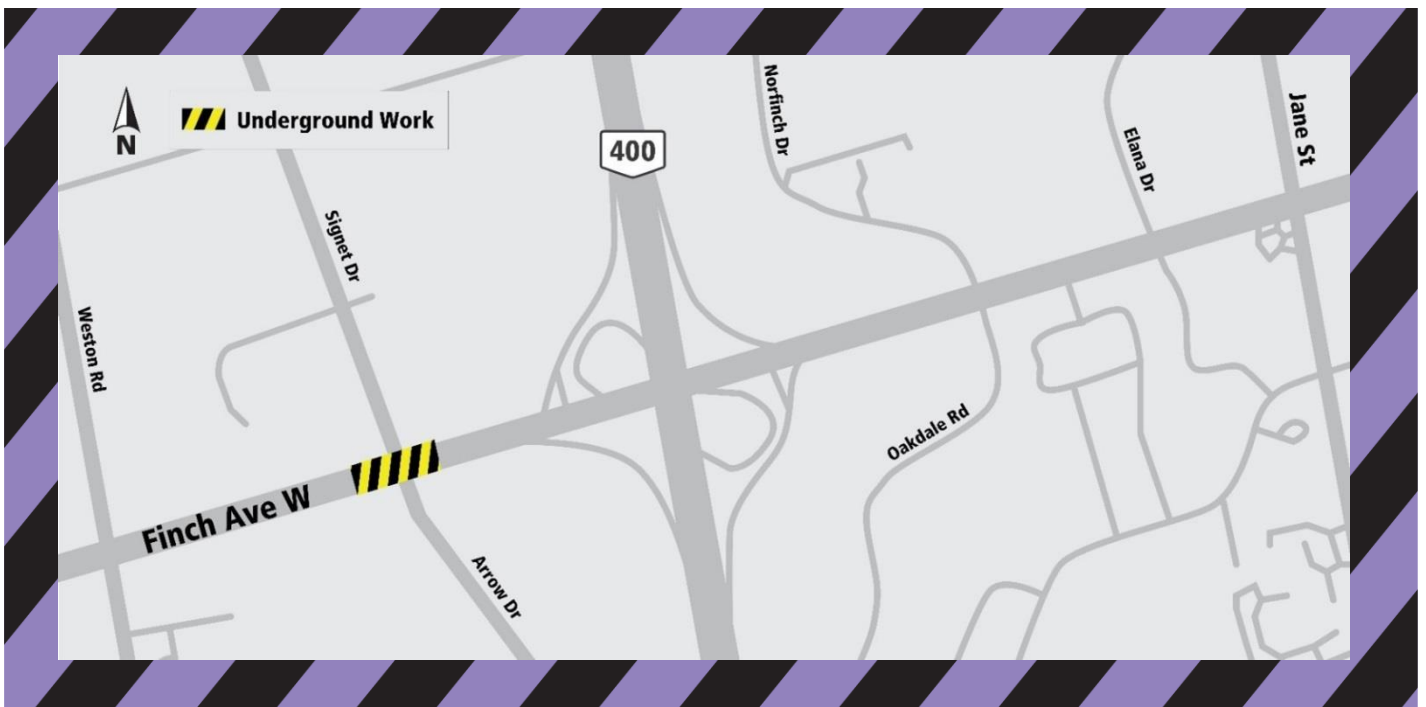 N
Underground Work
400
Norfinch Dr
Elana Dr
Jane St
Signet Dr
Weston Rd
Oakdale Rd
Finch Ave W
Arrow Dr